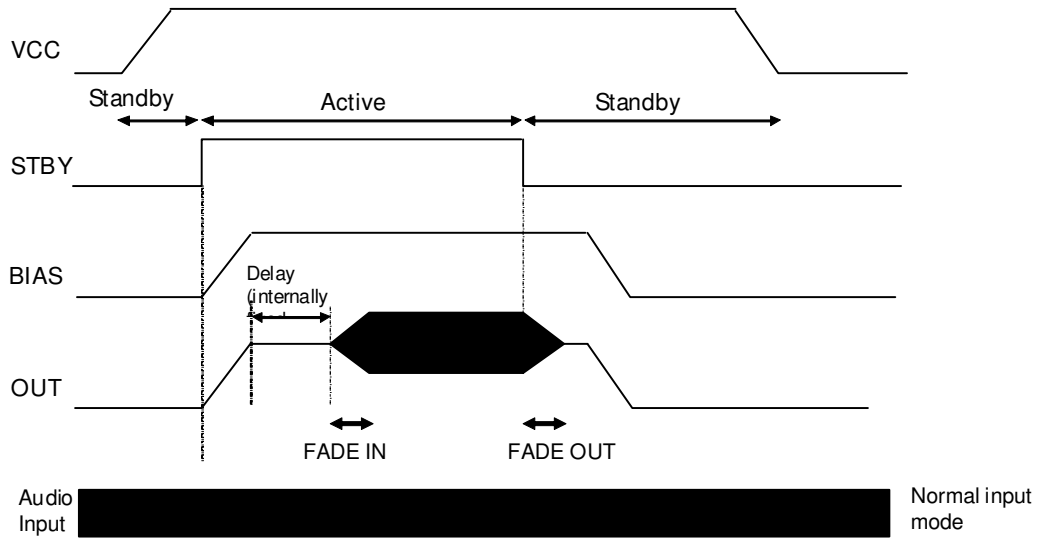 VCC
Standby
Active
Standby
STBY
BIAS
Delay
(internally
OUT
FADE IN
FADE OUT
Audio
Input
Normal input
mode